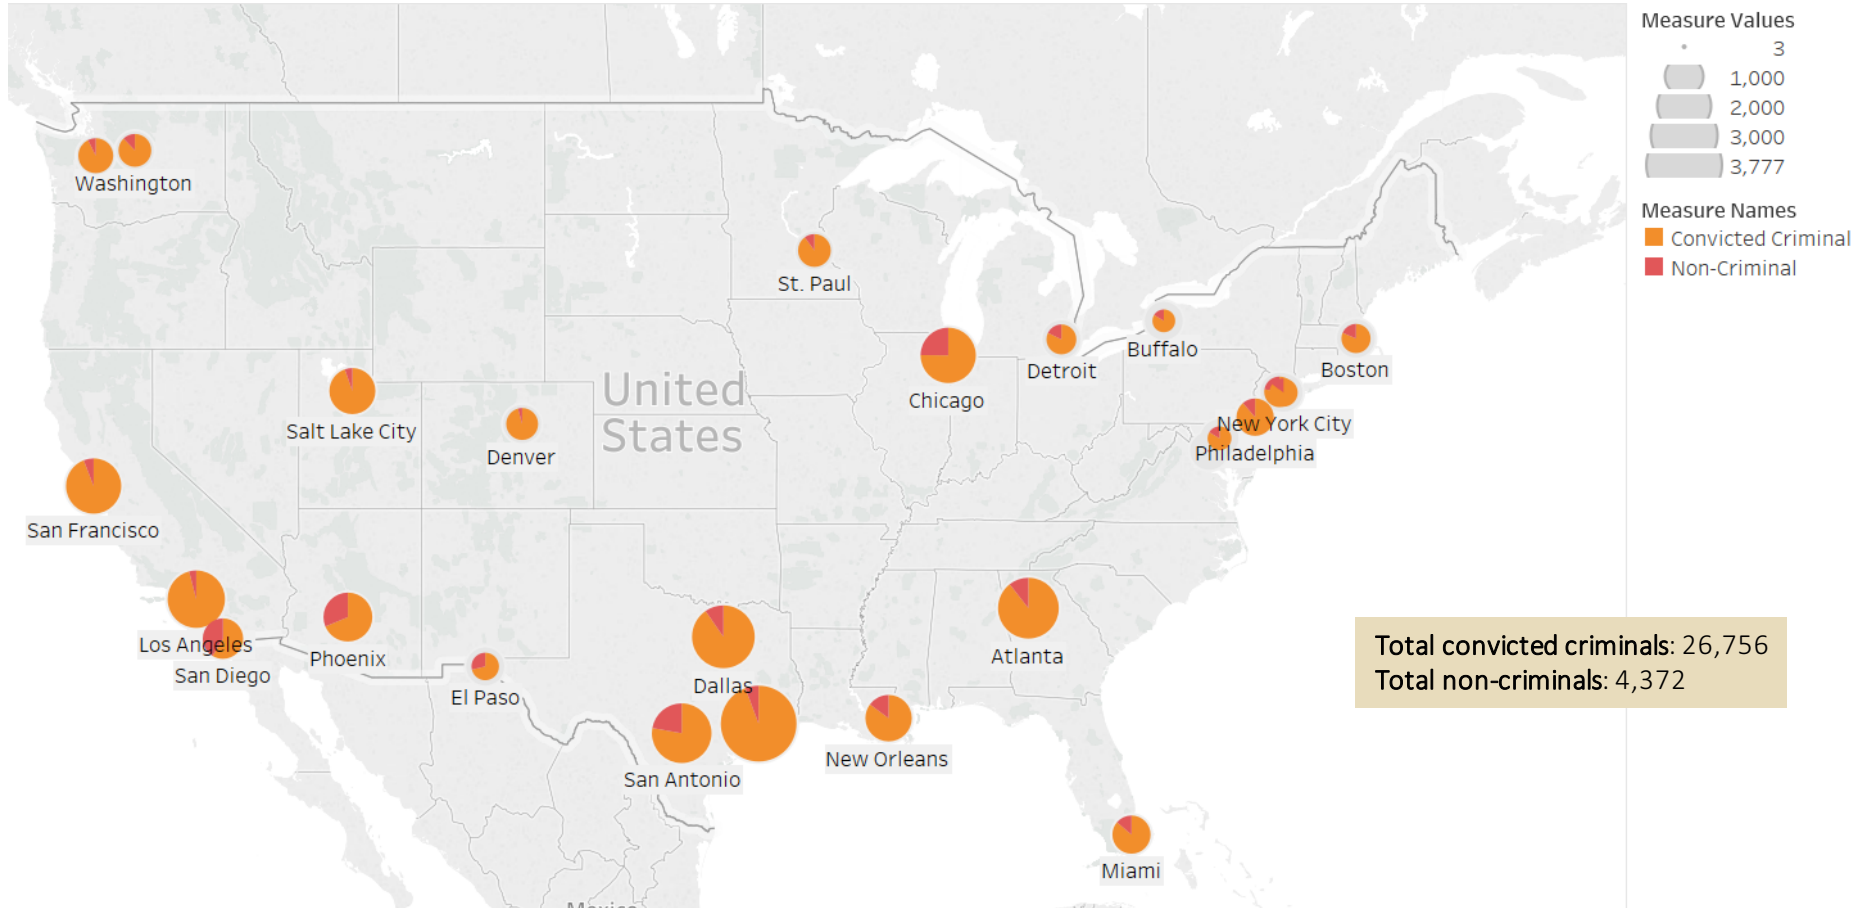 Measure Values
3
1,000
2,000
3,000
3,777
Measure Names
Convicted Criminal
Non-Criminal
Washington
St. Paul
Buffalo
Detroit
Boston
Chicago
United
States
Salt Lake City
Denver
New York City
Philadelphia
San Francisco
Los Angeles
San Diego
Phoenix
El Paso
Dallas
Atlanta
San Antonio
New Orleans
Miami
Mexico
Total convicted criminals: 26,756
Total non-criminals: 4,372